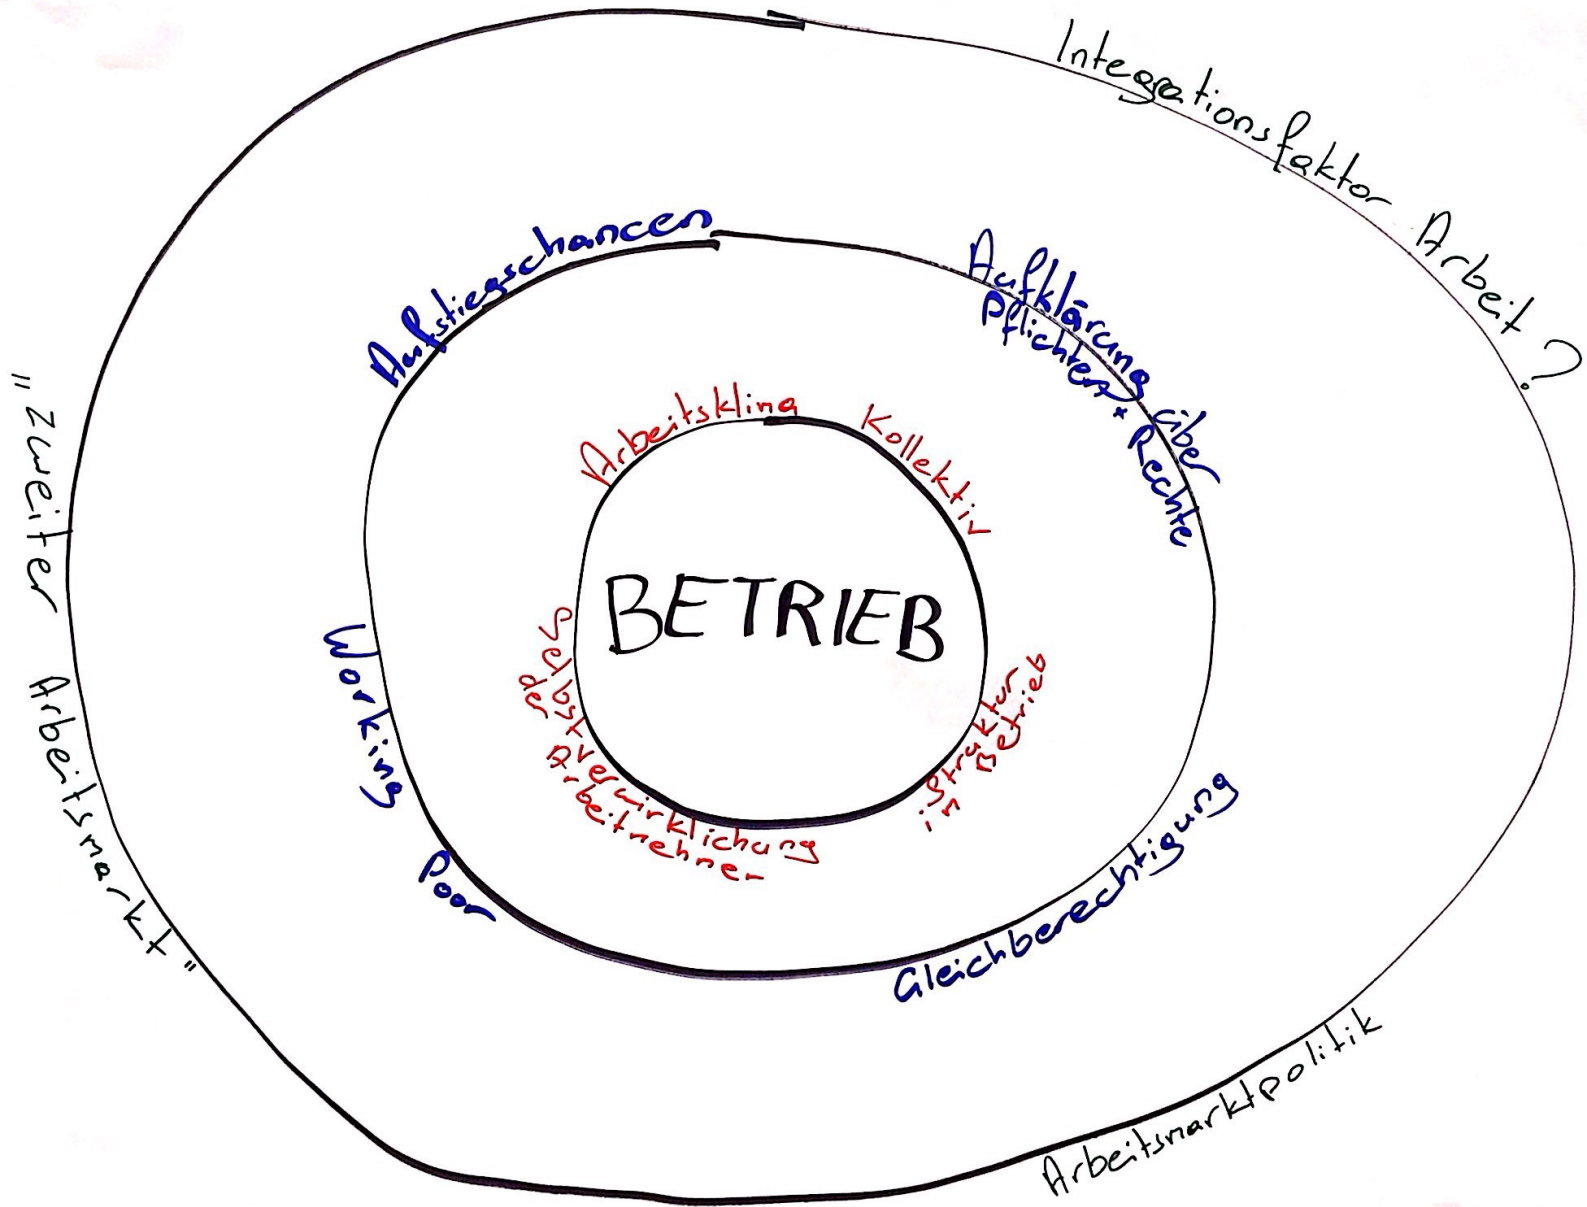 Integrationsfaktor Arbeit?
"Zweiter Arbeitsmarkt"
Arbeitsmarktpolitik
Aufstiegschancen
Aufklärung über
Pflichten + Rechte
Working Poor
Gleichberechtigung
Arbeitsklima
Kollektiv
Selbstverwirklichung
der Arbeitnehmer
Struktur
im Betrieb
BETRIEB